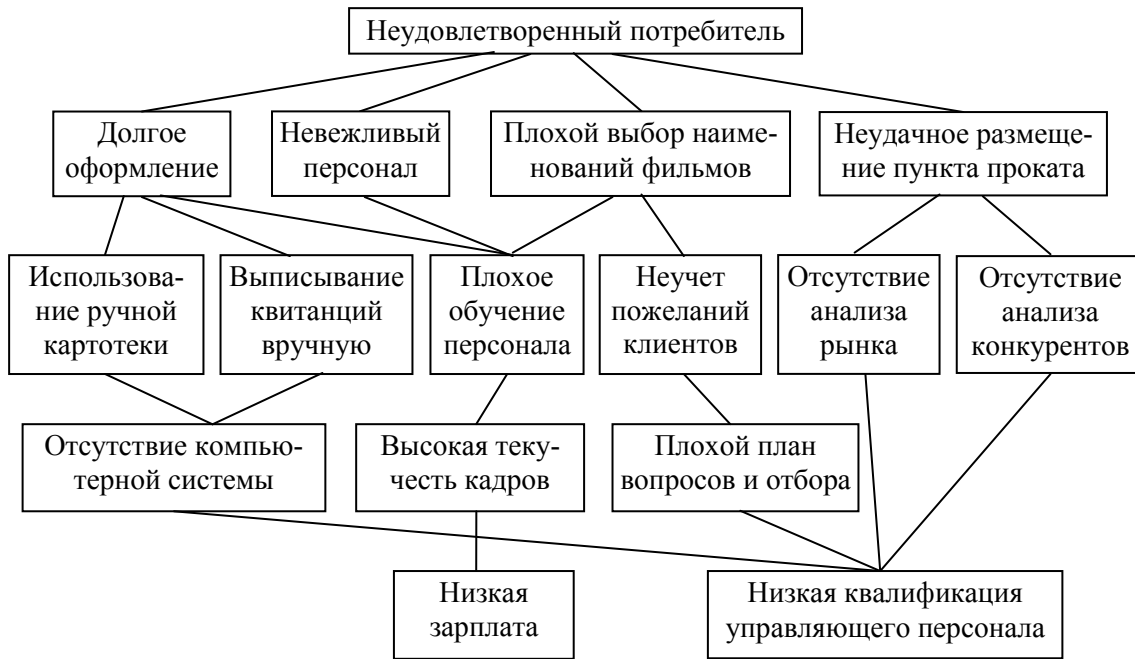 Неудовлетворенный потребитель
Долгое
оформление
Невежливый
персонал
Плохой выбор наиме-
нований фильмов
Неудачное размеще-
ние пункта проката
Использова-
ние ручной
картотеки
Выписывание
квитанций
вручную
Плохое
обучение
персонала
Неучет
пожеланий
клиентов
Отсутствие
анализа
рынка
Отсутствие
анализа
конкурентов
Отсутствие компью-
терной системы
Высокая теку-
честь кадров
Плохой план
вопросов и отбора
Низкая
зарплата
Низкая квалификация
управляющего персонала